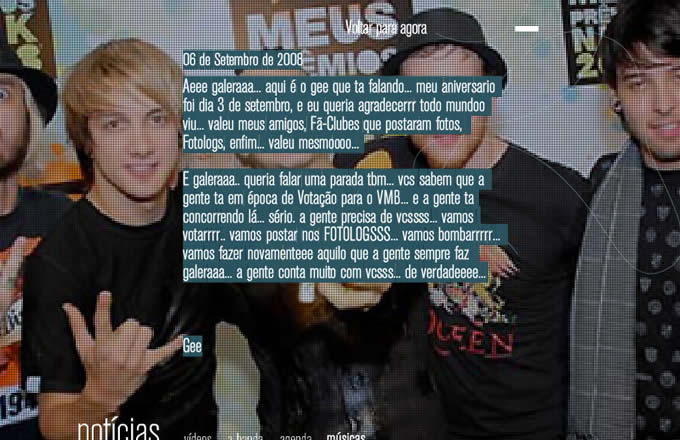 Voltar para agora
MEUS
PRÊMIOS
06 de Setembro de 2008
Aeee galeraaa... aqui é o gee que ta falando... meu aniversario
foi dia 3 de setembro, e eu queria agradecerrr todo mundoo
viu... valeu meus amigos, Fã-Clubes que postaram fotos,
Fotologs, enfim... valeu mesmoooo...
E galeraaa.. queria falar uma parada tbm... vcs sabem que a
gente ta em época de Votação para o VMB... e a gente ta
concorrendo lá... sério. a gente precisa de vcssss... vamos
votarrrr.. vamos postar nos FOTOLOGSSS... vamos bombarrrrr...
vamos fazer novamenteee aquilo que a gente sempre faz
galeraaa... a gente conta muito com vcsss... de verdadeeee...
QUEEN
Gee
194
notícias
vídeos
a banda
agenda
músicas